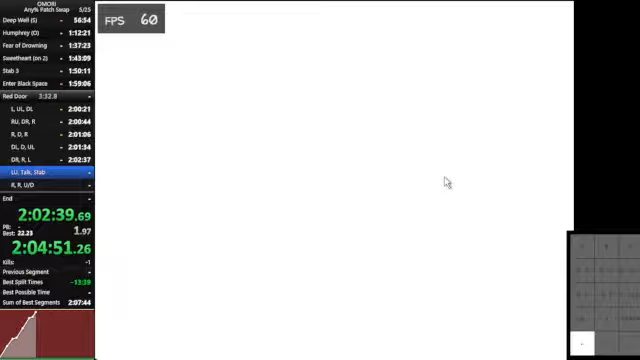 OMORI
Any% Patch Swap 5/25
Deep Well (S) - 56:54
Humphrey (O) - 1:12:21
Fear of Drowning - 1:37:23
Sweetheart (on 2) - 1:43:09
Stab 3 - 1:50:11
Enter Black Space - 1:59:06
Red Door 3:32.8 -
L, UL, DL - 2:00:21
RU, DR, R - 2:00:44
R, D, R - 2:01:06
DL, D, UL - 2:01:34
DR, R, L - 2:02:37
LU, Talk, Stab -
R, R, U/D -
End -
2:02:39.69
PB: -
Best: 22.23 1.97
2:04:51.26
Kills: -1
Previous Segment -
Best Split Times -13:39
Best Possible Time -
Sum of Best Segments 2:07:44
FPS 60